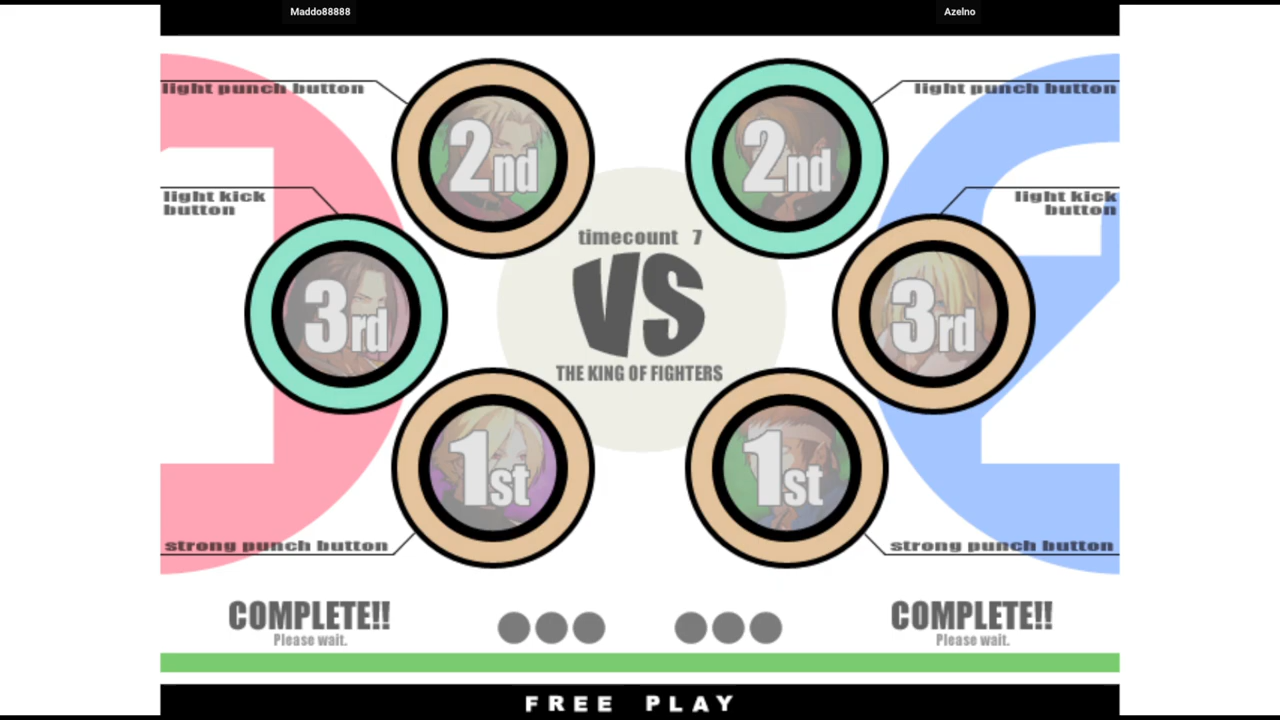 Maddo88888
Azelno
light punch button
light punch button
2nd
2nd
light kick
button
light kick
button
timecount 7
VS
THE KING OF FIGHTERS
3rd
3rd
1st
1st
strong punch button
strong punch button
COMPLETE!!
Please wait.
COMPLETE!!
Please wait.
FREE PLAY